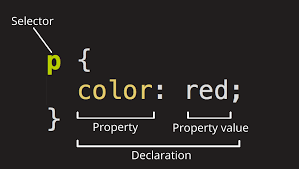 Selector
p {
color: red;
}
Property
Property value
Declaration